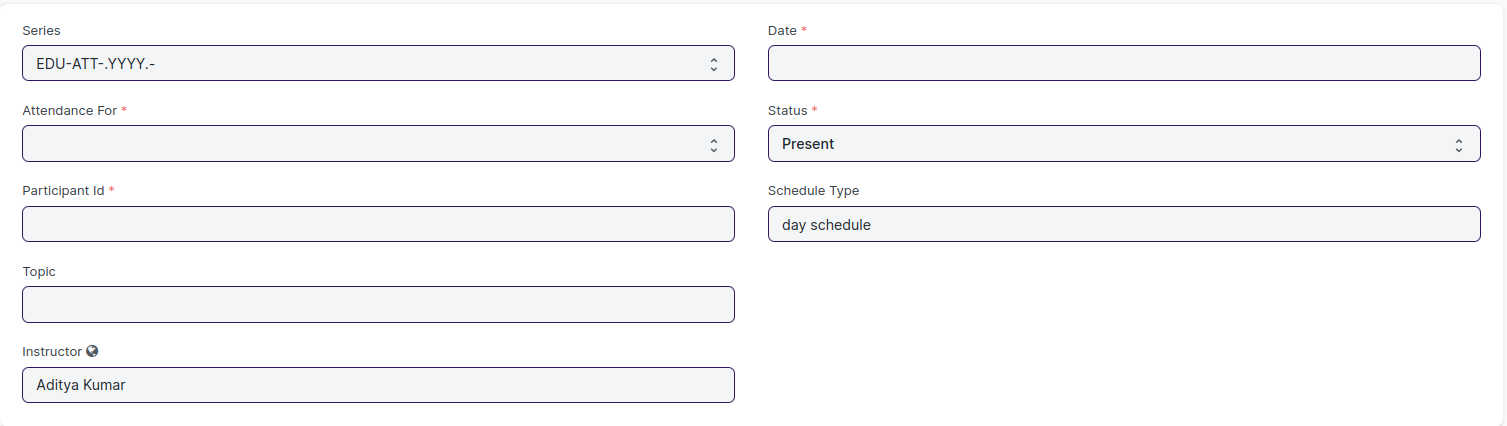 Series
EDU-ATT-.YYYY.-
Date *
Attendance For *
Status *
Present
Participant Id *
Schedule Type
day schedule
Topic
Instructor
Aditya Kumar